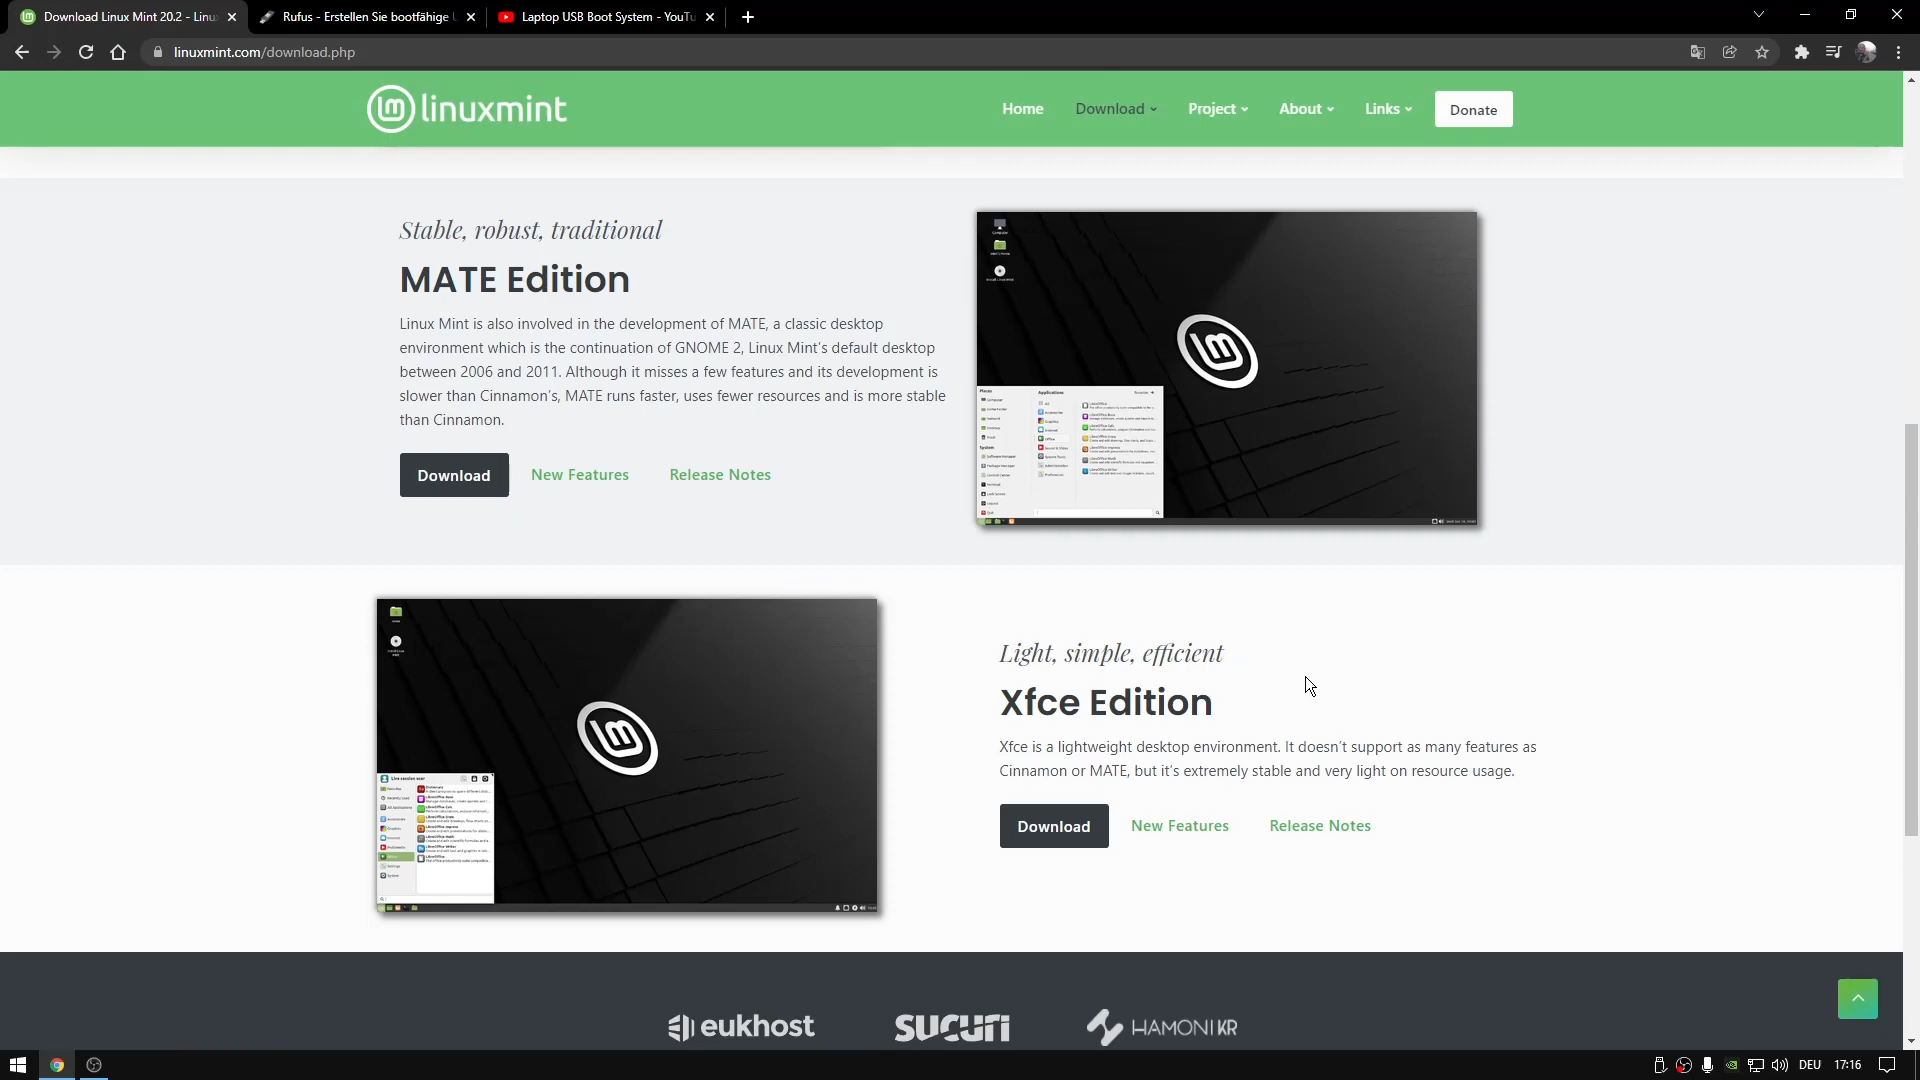 Download Linux Mint 20.2 - Linu
Rufus - Erstellen Sie bootfähige
Laptop USB Boot System - YouTu
linuxmint.com/download.php
linuxmint
Home
Download
Project
About
Links
Donate
Stable, robust, traditional
MATE Edition
Linux Mint is also involved in the development of MATE, a classic desktop
environment which is the continuation of GNOME 2, Linux Mint's default desktop
between 2006 and 2011. Although it misses a few features and its development is
slower than Cinnamon's, MATE runs faster, uses fewer resources and is more stable
than Cinnamon.
Download
New Features
Release Notes
Light, simple, efficient
Xfce Edition
Xfce is a lightweight desktop environment. It doesn't support as many features as
Cinnamon or MATE, but it's extremely stable and very light on resource usage.
Download
New Features
Release Notes
eukhost
sucuri
HAMONIKR
DEU
17:16